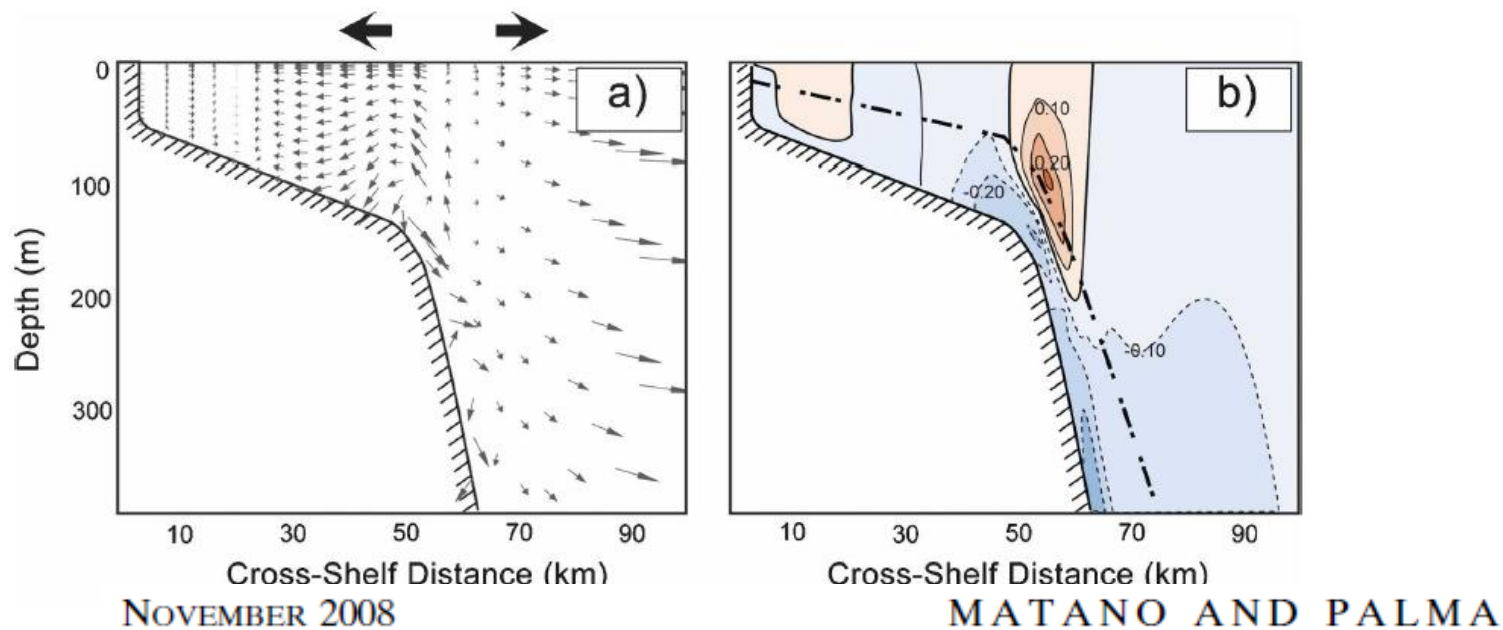 a)
0
100
200
300
Depth (m)
10 30 50 70 90
Cross-Shelf Distance (km)
b)
0.10
0.20
-0.20
-0.10
10 30 50 70 90
Cross-Shelf Distance (km)
NOVEMBER 2008
MATANO AND PALMA